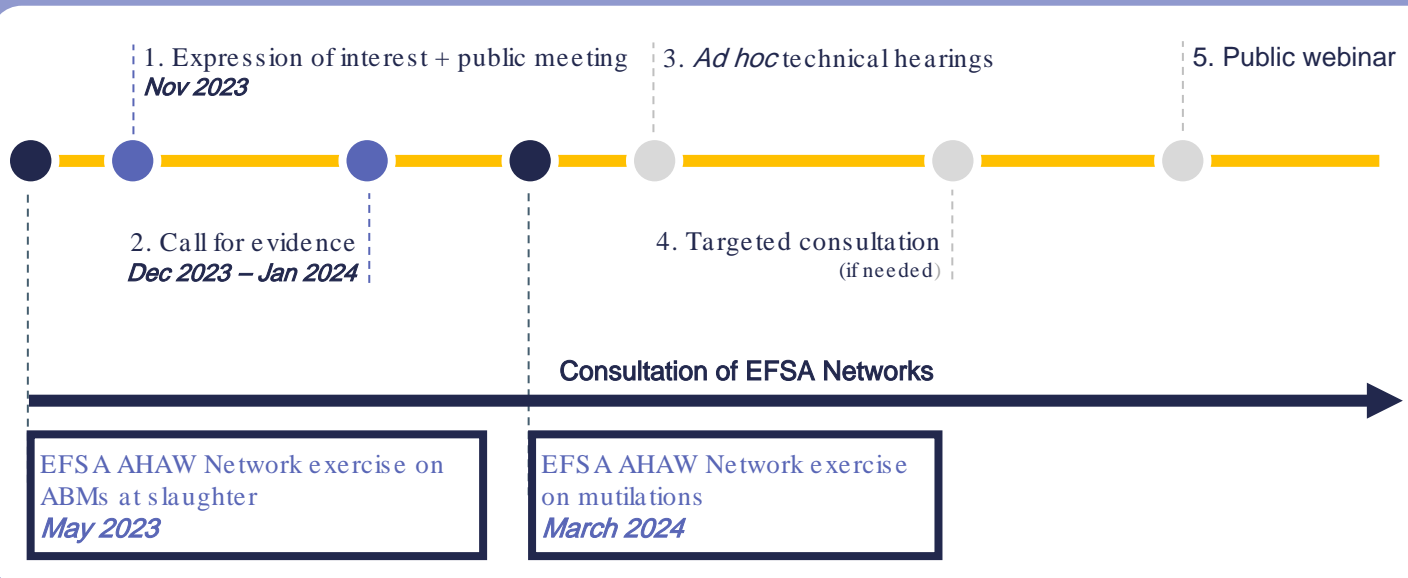 1. Expression of interest + public meeting
Nov 2023
3. Ad hoc technical hearings
5. Public webinar
2. Call for evidence
Dec 2023 – Jan 2024
4. Targeted consultation
(if needed)
Consultation of EFSA Networks
EFSA AHAW Network exercise on
ABMs at slaughter
May 2023
EFSA AHAW Network exercise
on mutilations
March 2024